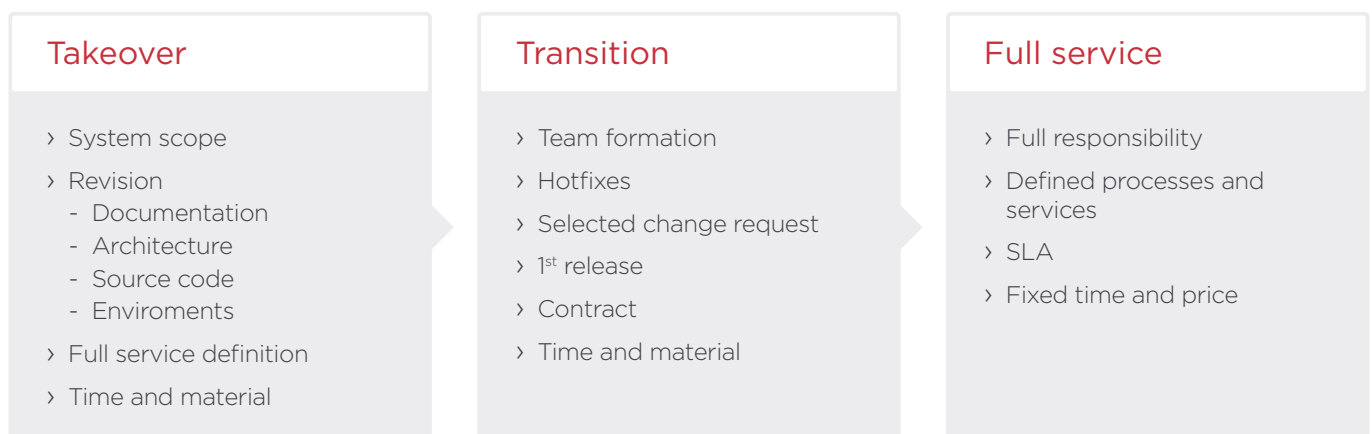 Takeover
› System scope
› Revision
- Documentation
- Architecture
- Source code
- Enviroments
› Full service definition
› Time and material
Transition
› Team formation
› Hotfixes
› Selected change request
› 1st release
› Contract
› Time and material
Full service
› Full responsibility
› Defined processes and
services
› SLA
› Fixed time and price